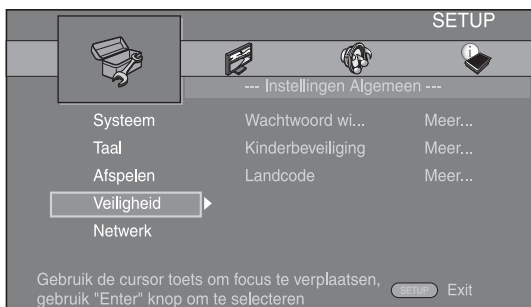 SETUP
--- Instellingen Algemeen ---
Systeem Wachtwoord wi... Meer...
Taal Kinderbeveiliging Meer...
Afspelen Landcode Meer...
Veiligheid
Netwerk
Gebruik de cursor toets om focus te verplaatsen,
gebruik "Enter" knop om te selecteren
SETUP Exit